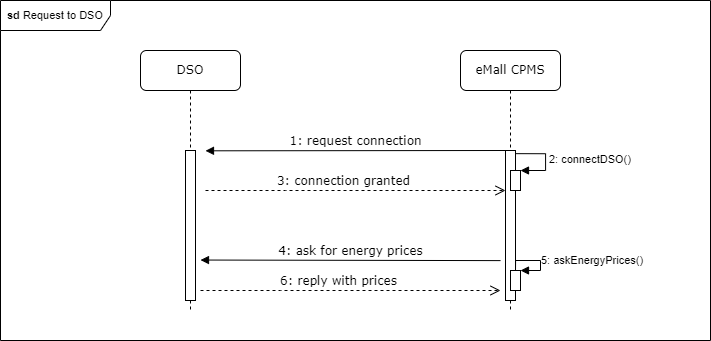 sd Request to DSO
DSO
eMall CPMS
1: request connection
2: connectDSO()
3: connection granted
4: ask for energy prices
5: askEnergyPrices()
6: reply with prices